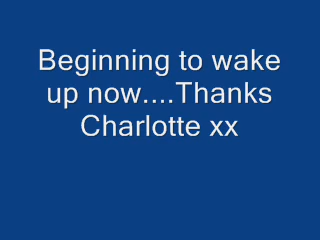 Beginning to wake
up now....Thanks
Charlotte xx